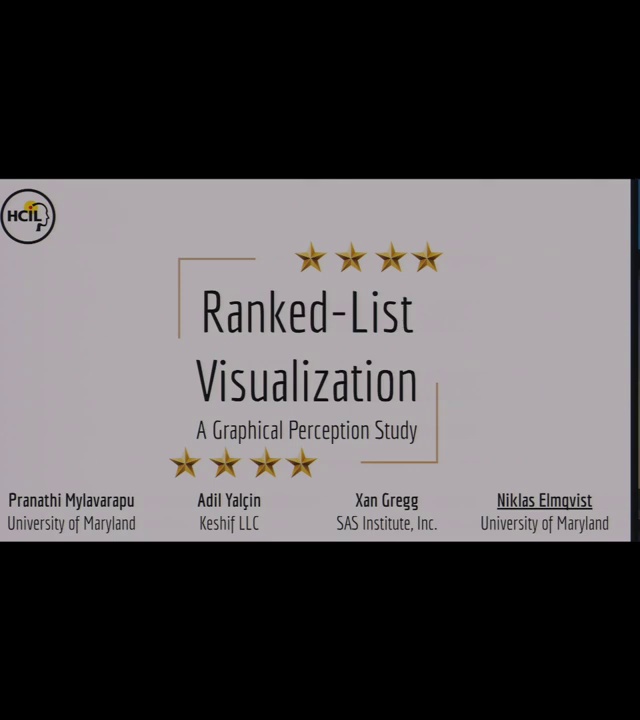 HCIL
Ranked-List
Visualization
A Graphical Perception Study
Pranathi Mylavarapu
University of Maryland
Adil Yalçin
Keshif LLC
Xan Gregg
SAS Institute, Inc.
Niklas Elmqvist
University of Maryland